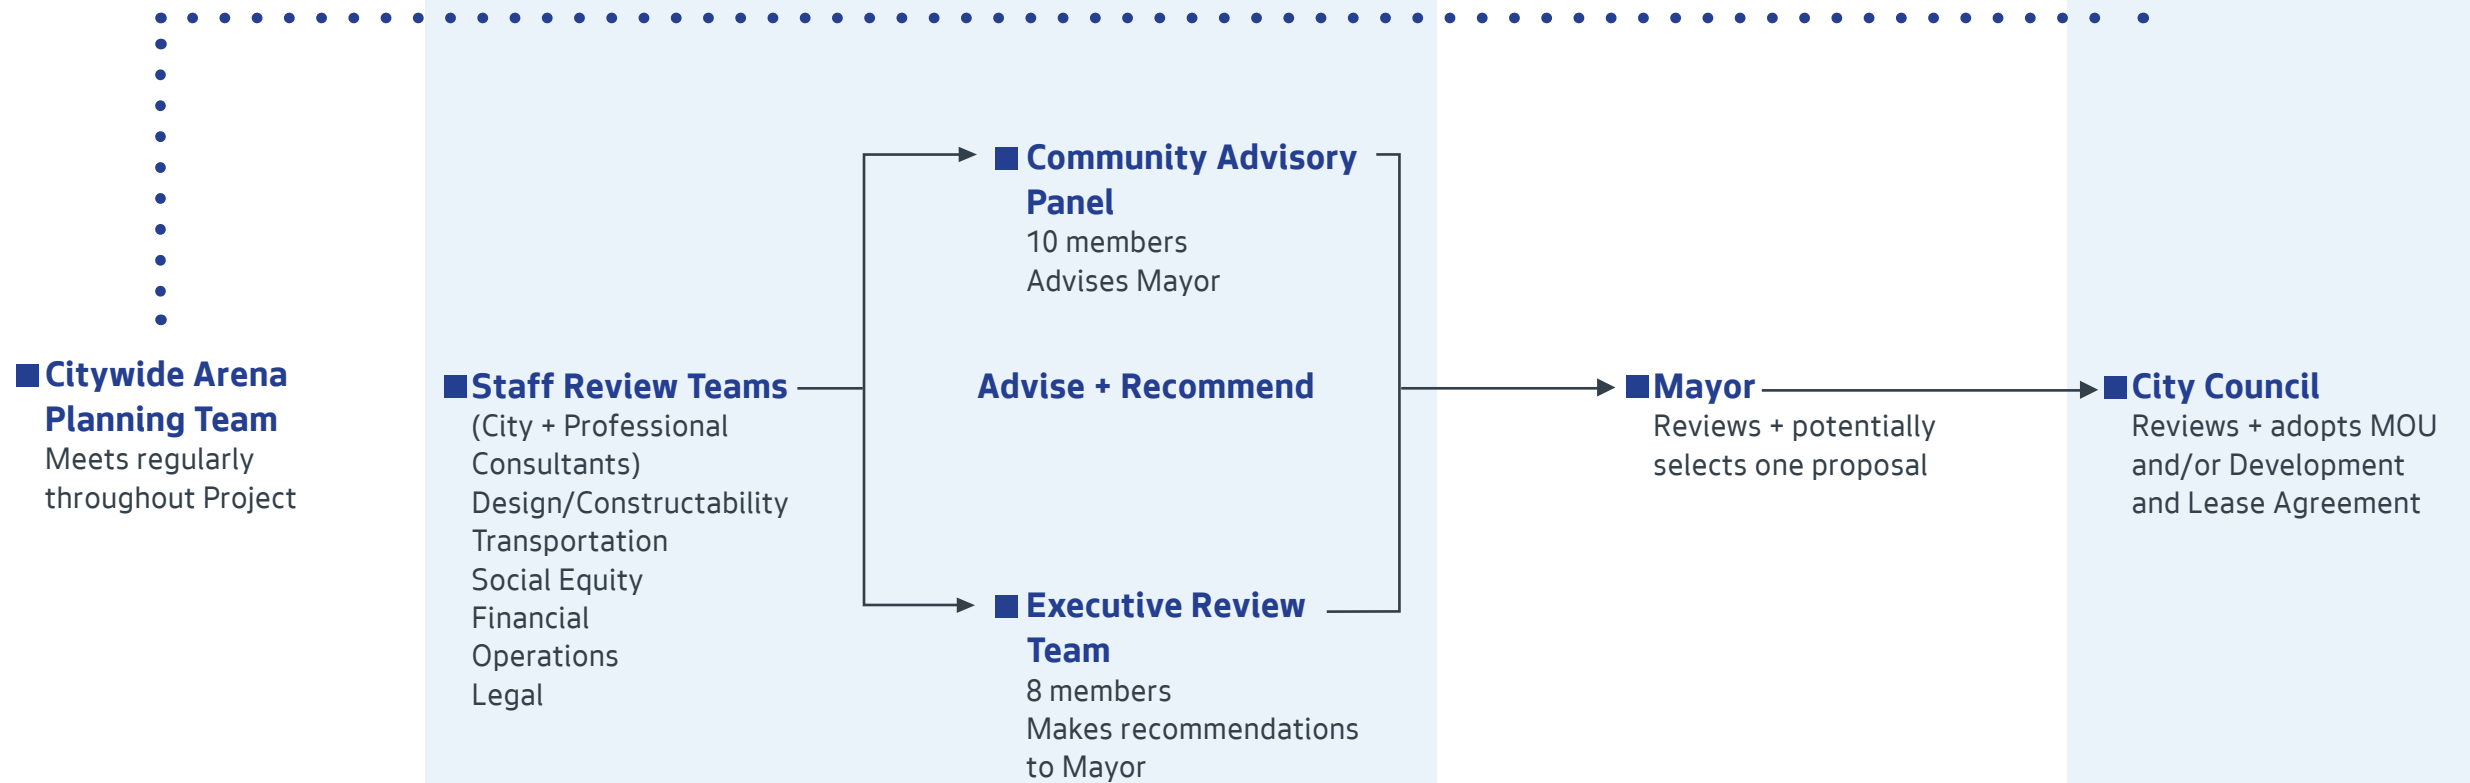 Citywide Arena
Planning Team
Meets regularly
throughout Project
Staff Review Teams
(City + Professional
Consultants)
Design/Constructability
Transportation
Social Equity
Financial
Operations
Legal
Community Advisory
Panel
10 members
Advises Mayor
Advise + Recommend
Executive Review
Team
8 members
Makes recommendations
to Mayor
Mayor
Reviews + potentially
selects one proposal
City Council
Reviews + adopts MOU
and/or Development
and Lease Agreement